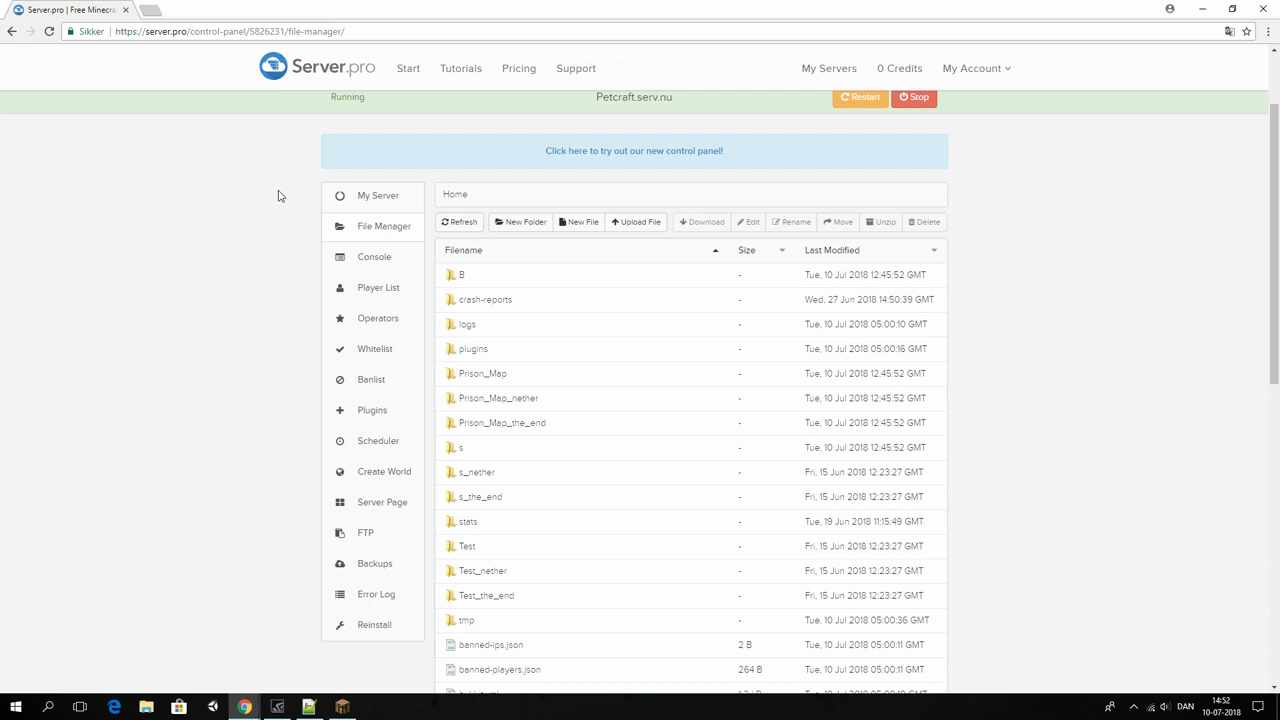 Server.pro | Free Minecra
Sikker https://server.pro/control-panel/5826231/file-manager/
Server.pro Start Tutorials Pricing Support My Servers 0 Credits My Account
Running Petcraft.serv.nu Restart Stop
Click here to try out our new control panel!
My Server
File Manager
Console
Player List
Operators
Whitelist
Banlist
Plugins
Scheduler
Create World
Server Page
FTP
Backups
Error Log
Reinstall
Home
Refresh New Folder New File Upload File Download Edit Rename Move Unzip Delete
Filename Size Last Modified
B - Tue, 10 Jul 2018 12:45:52 GMT
crash-reports - Wed, 27 Jun 2018 14:50:39 GMT
logs - Tue, 10 Jul 2018 05:00:10 GMT
plugins - Tue, 10 Jul 2018 05:00:16 GMT
Prison_Map - Tue, 10 Jul 2018 12:45:52 GMT
Prison_Map_nether - Tue, 10 Jul 2018 12:45:52 GMT
Prison_Map_the_end - Tue, 10 Jul 2018 12:45:52 GMT
s - Tue, 10 Jul 2018 12:45:52 GMT
s_nether - Fri, 15 Jun 2018 12:23:27 GMT
s_the_end - Fri, 15 Jun 2018 12:23:27 GMT
stats - Tue, 19 Jun 2018 11:15:49 GMT
Test - Fri, 15 Jun 2018 12:23:27 GMT
Test_nether - Fri, 15 Jun 2018 12:23:27 GMT
Test_the_end - Fri, 15 Jun 2018 12:23:27 GMT
tmp - Tue, 10 Jul 2018 05:00:36 GMT
banned-ips.json 2 B Tue, 10 Jul 2018 05:00:11 GMT
banned-players.json 264 B Tue, 10 Jul 2018 05:00:11 GMT
DAN 14:52
10-07-2018